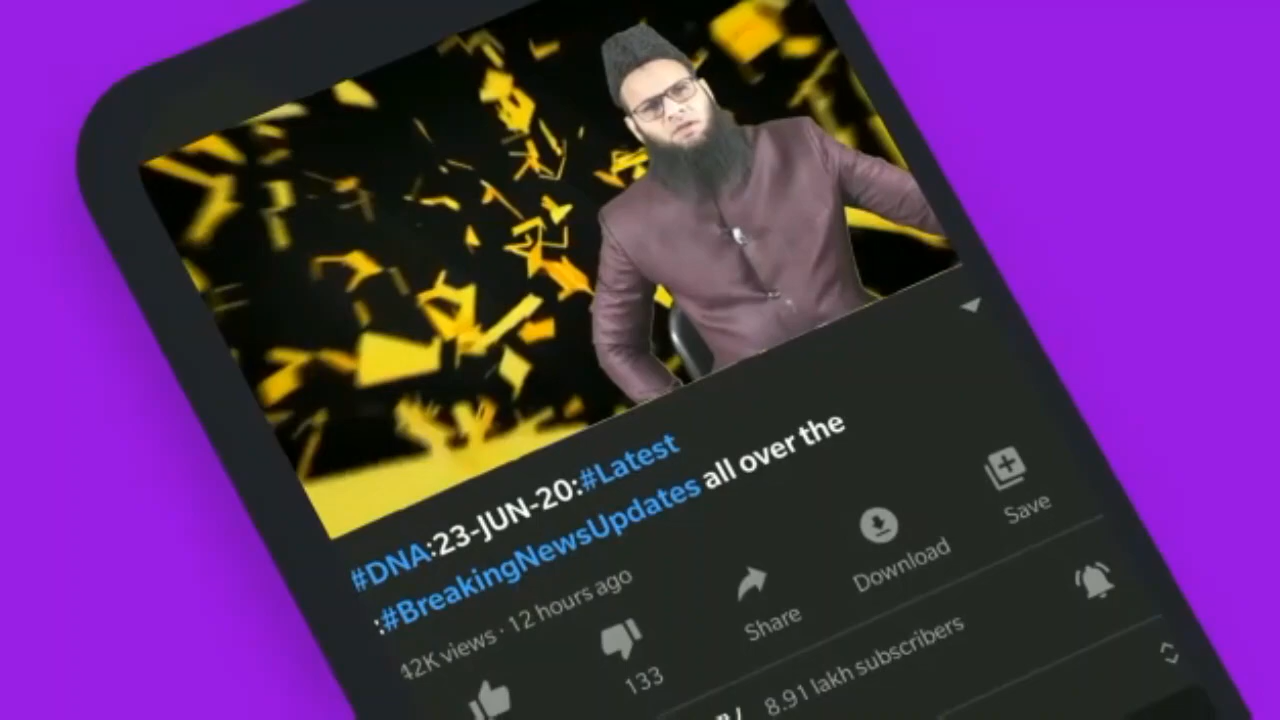 #DNA:23-JUN-20:#Latest
:#BreakingNewsUpdates all over the
42K views · 12 hours ago
133
Share
Download
Save
8.91 lakh subscribers